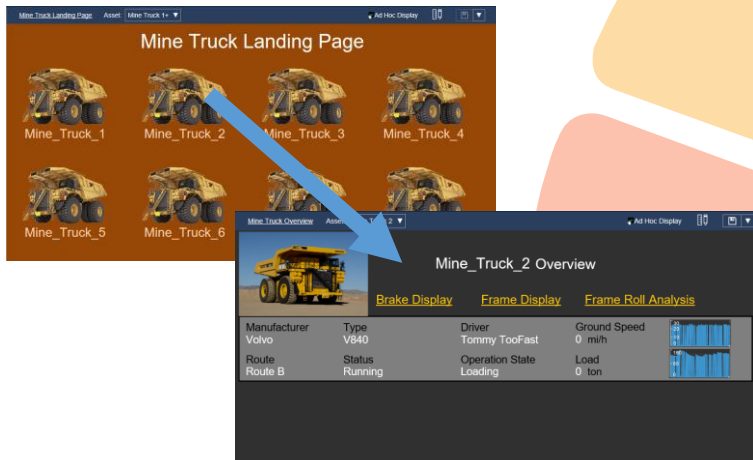 Mine Truck Landing Page Asset: Mine Truck 1+ Ad Hoc Display
Mine Truck Landing Page
Mine_Truck_1 Mine_Truck_2 Mine_Truck_3 Mine_Truck_4
Mine_Truck_5 Mine_Truck_6
Mine Truck Overview 2 Ad Hoc Display
Mine_Truck_2 Overview
Brake Display Frame Display Frame Roll Analysis
Manufacturer Type Driver Ground Speed
Volvo V840 Tommy TooFast 0 mi/h
Route Status Operation State Load
Route B Running Loading 0 ton